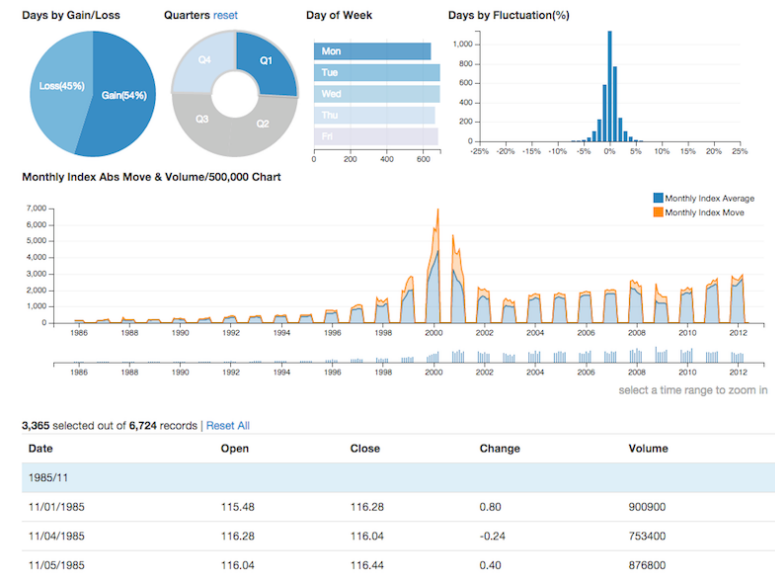 Days by Gain/Loss
Quarters reset
Day of Week
Days by Fluctuation(%)
Loss(45%)
Gain(54%)
Q4
Q1
Q3
Q2
Mon
Tue
Wed
Thu
Fri
0 200 400 600
1,000
800
600
400
200
0
-25% -20% -15% -10% -5% 0% 5% 10% 15% 20% 25%
Monthly Index Abs Move & Volume/500,000 Chart
Monthly Index Average
Monthly Index Move
7,000
6,000
5,000
4,000
3,000
2,000
1,000
0
1986 1988 1990 1992 1994 1996 1998 2000 2002 2004 2006 2008 2010 2012
1986 1988 1990 1992 1994 1996 1998 2000 2002 2004 2006 2008 2010 2012
select a time range to zoom in
3,365 selected out of 6,724 records | Reset All
Date Open Close Change Volume
1985/11
11/01/1985 115.48 116.28 0.80 900900
11/04/1985 116.28 116.04 -0.24 753400
11/05/1985 116.04 116.44 0.40 876800